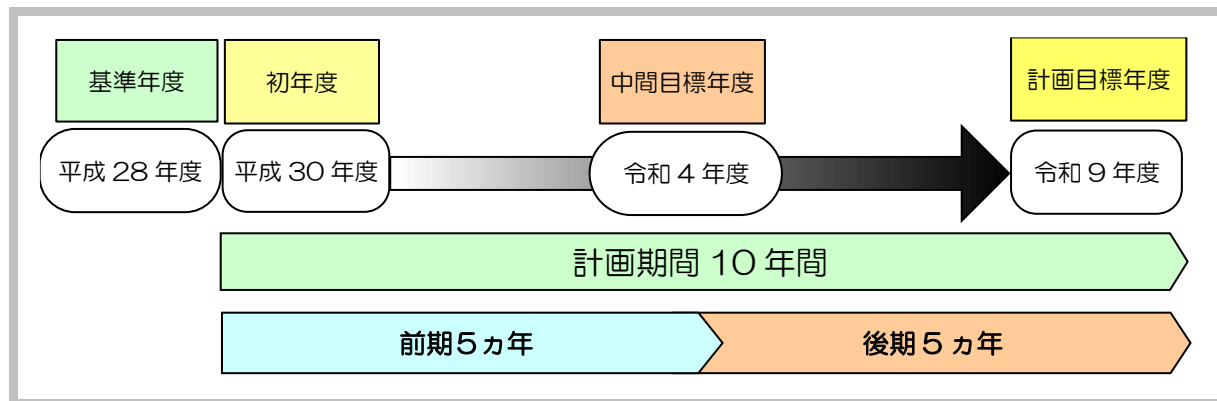 基準年度
初年度
中間目標年度
計画目標年度
平成 28 年度
平成 30 年度
令和 4 年度
令和 9 年度
計画期間 10 年間
前期5ヵ年
後期5ヵ年